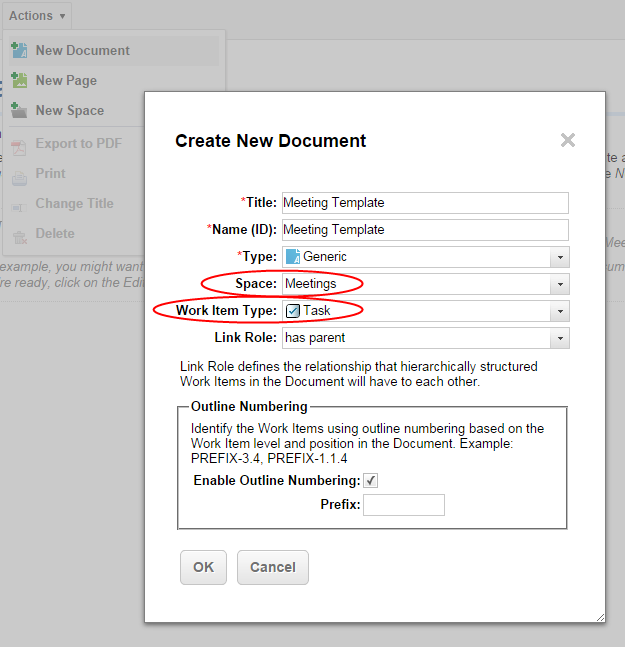 Actions
New Document
New Page
New Space
Export to PDF
Print
Change Title
Delete
example, you might want
're ready, click on the Edit
Create New Document
*Title: Meeting Template
*Name (ID): Meeting Template
*Type: Generic
Space: Meetings
Work Item Type: Task
Link Role: has parent
Link Role defines the relationship that hierarchically structured
Work Items in the Document will have to each other.
Outline Numbering
Identify the Work Items using outline numbering based on the
Work Item level and position in the Document. Example:
PREFIX-3.4, PREFIX-1.1.4
Enable Outline Numbering:
Prefix:
OK
Cancel